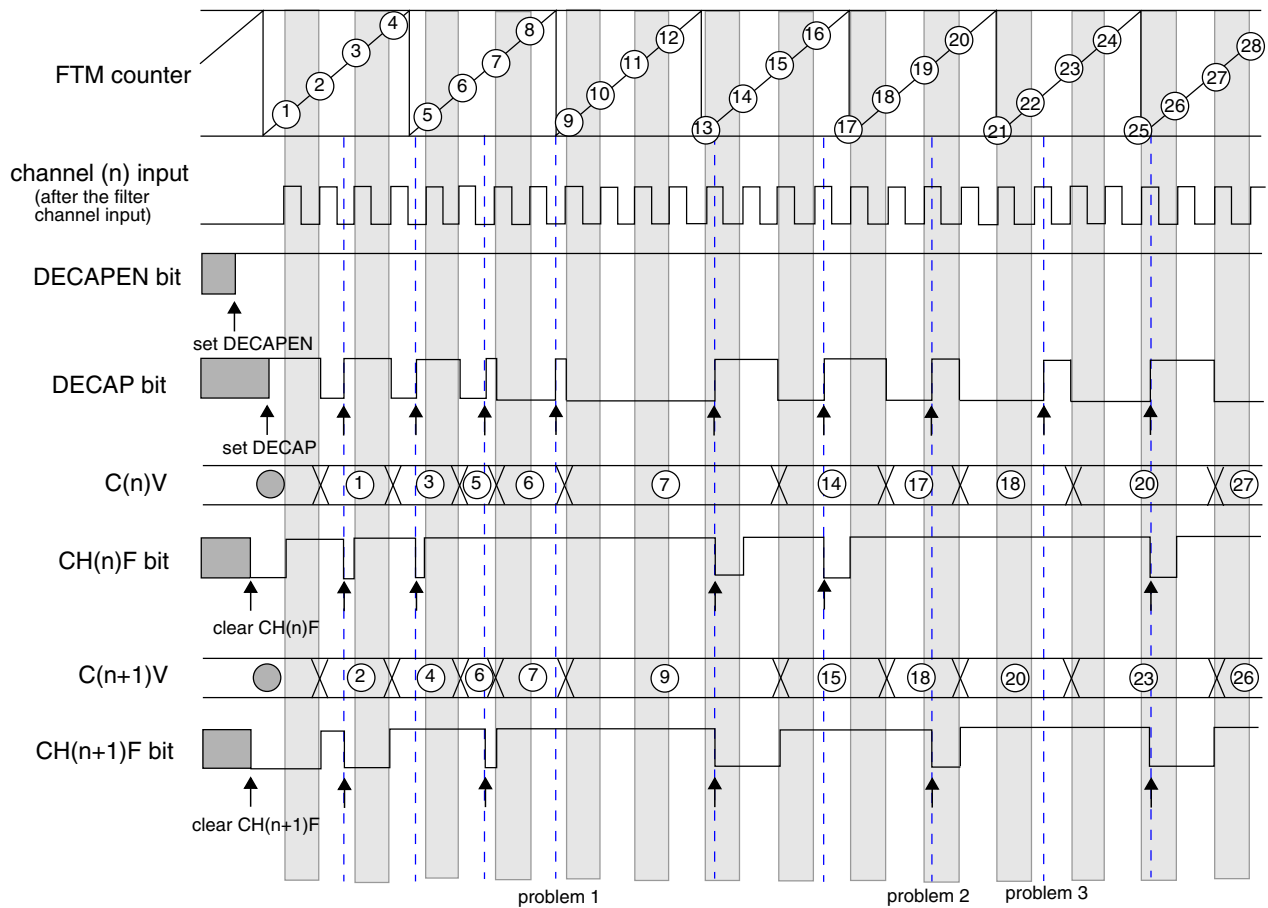 4
8
12
16
20
24
28
3
7
11
15
19
23
27
FTM counter
2
6
10
14
18
22
26
1
5
9
13
17
21
25
channel (n) input
(after the filter
channel input)
DECAPEN bit
set DECAPEN
DECAP bit
set DECAP
C(n)V
1
3
5
6
7
14
17
18
20
27
CH(n)F bit
clear CH(n)F
C(n+1)V
2
4
6
7
9
15
18
20
23
26
CH(n+1)F bit
clear CH(n+1)F
problem 1
problem 2
problem 3